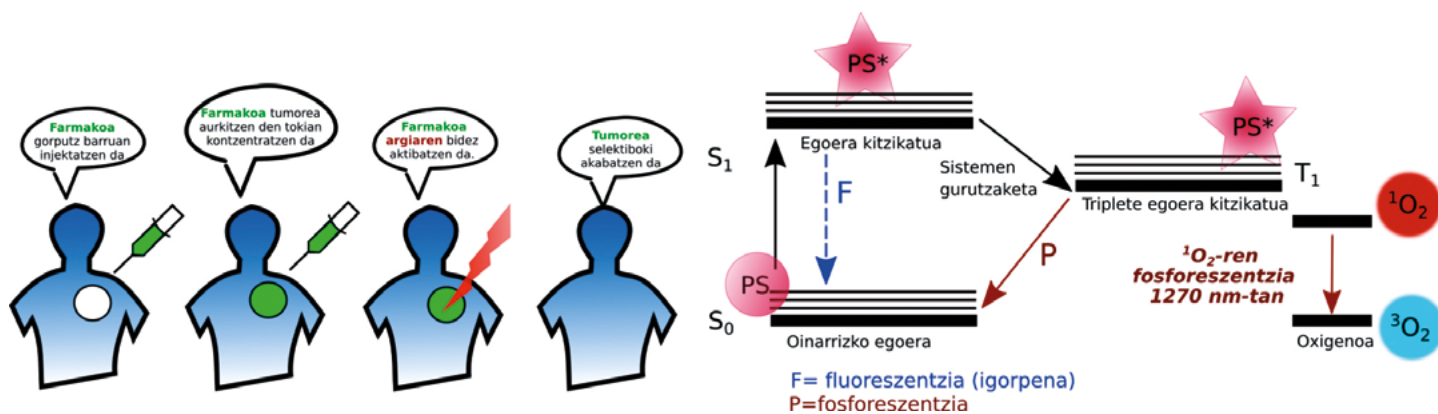 Farmakoa
gorputz barruan
injektatzen da
Farmakoa tumorea
aurkitzen den tokian
kontzentratzen da
Farmakoa
argiaren bidez
aktibatzen da.
Tumorea
selektiboki
akabatzen da
PS*
Egoera kitzikatua
S1
F
PS
S0
Oinarrizko egoera
Sistemen
gurutzaketa
P
PS*
T1
Triplete egoera kitzikatua
¹O₂
¹O₂-ren
fosforeszentzia
1270 nm-tan
³O₂
Oxigenoa
F= fluoreszentzia (igorpena)
P=fosforeszentzia